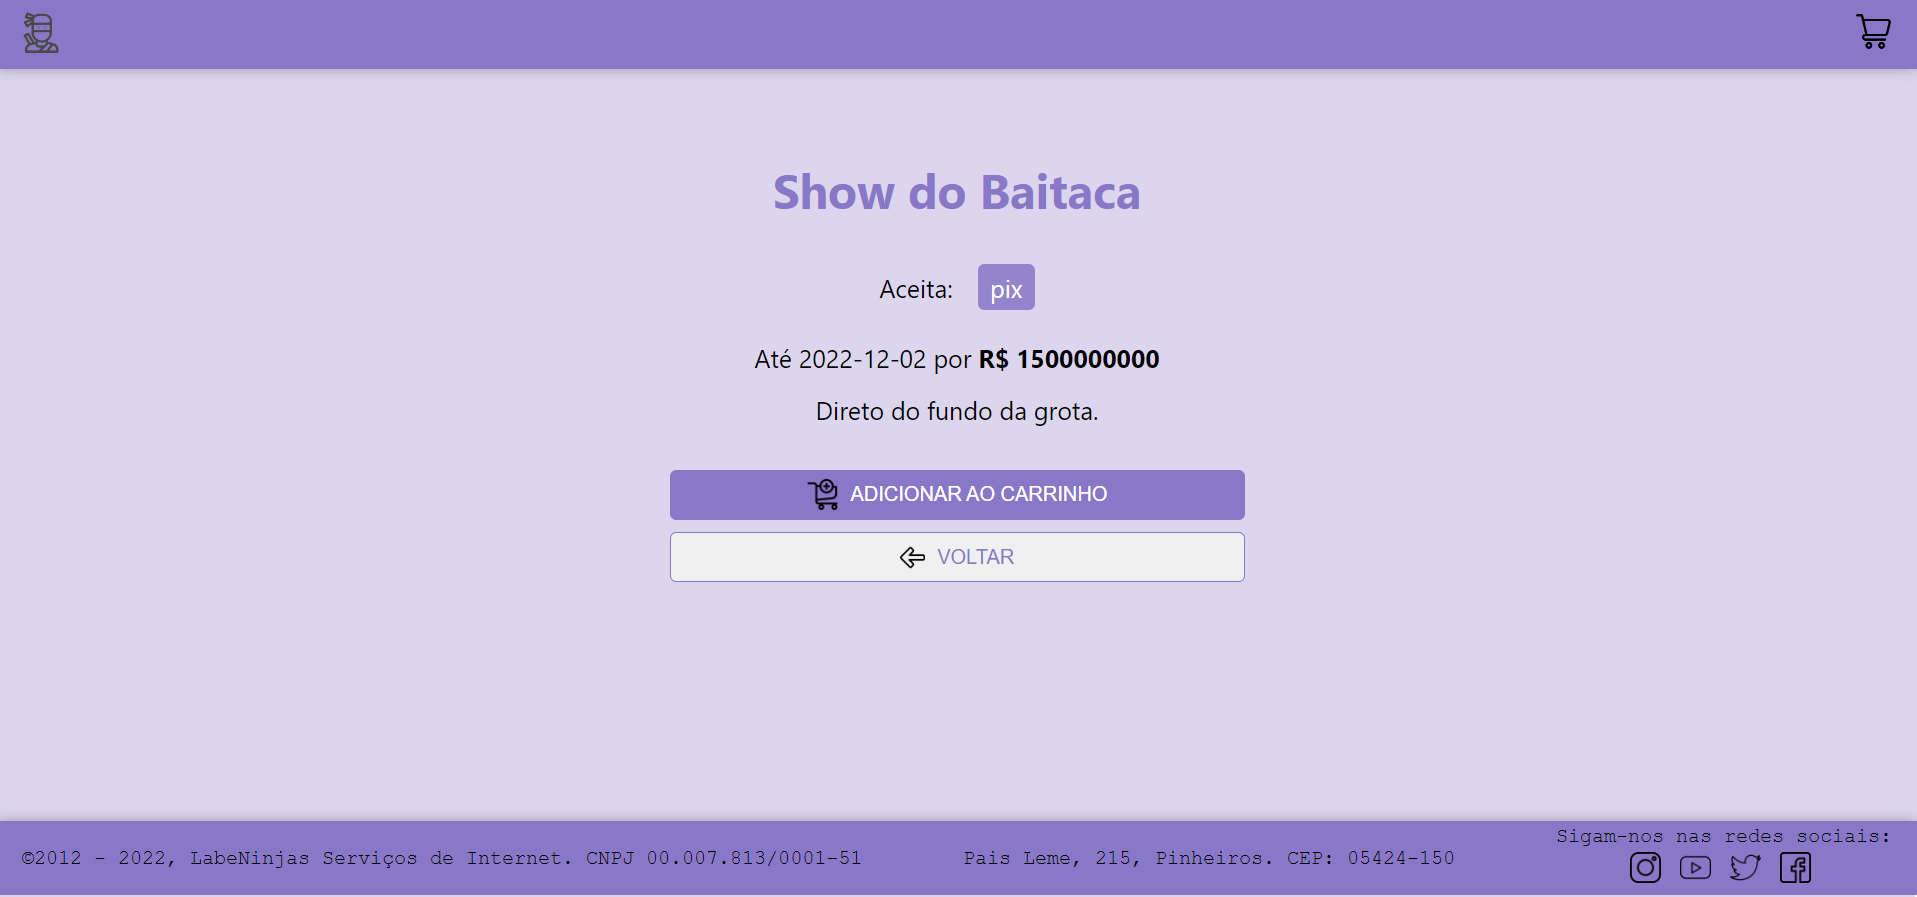 Show do Baitaca
Aceita: pix
Até 2022-12-02 por R$ 1500000000
Direto do fundo da grota.
ADICIONAR AO CARRINHO
VOLTAR
©2012 - 2022, LabeNinjas Serviços de Internet. CNPJ 00.007.813/0001-51
Pais Leme, 215, Pinheiros. CEP: 05424-150
Sigam-nos nas redes sociais: